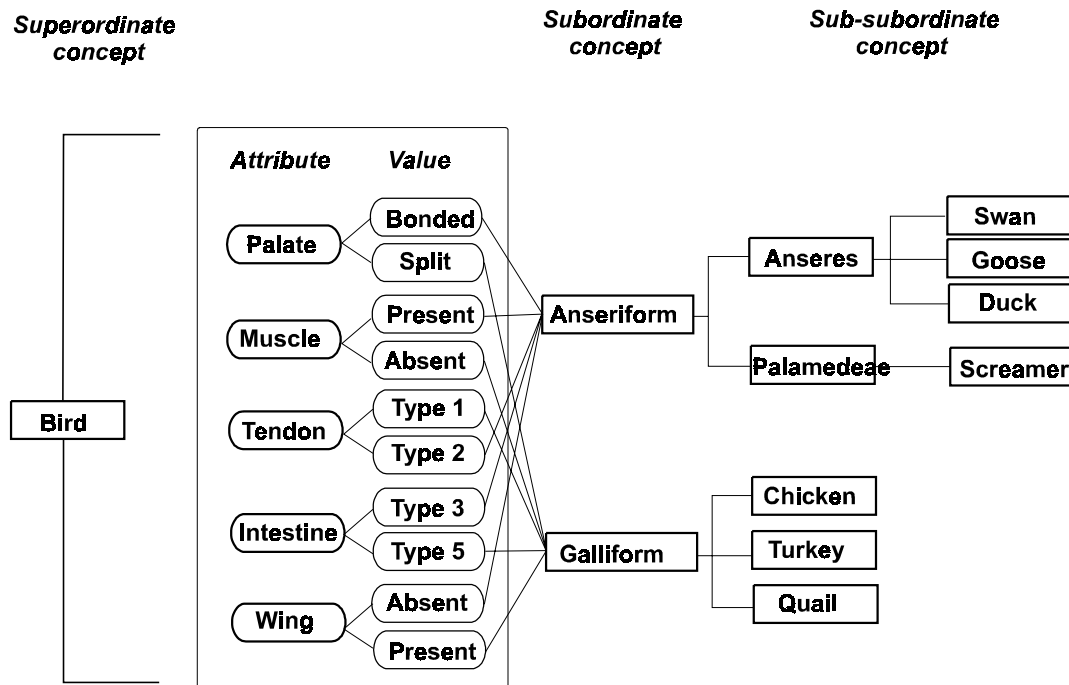 Superordinate
concept
Subordinate
concept
Sub-subordinate
concept
Attribute
Value
Bird
Palate
Bonded
Split
Muscle
Present
Absent
Tendon
Type 1
Type 2
Intestine
Type 3
Type 5
Wing
Absent
Present
Anseriform
Galliform
Anseres
Palamedeae
Swan
Goose
Duck
Screamer
Chicken
Turkey
Quail